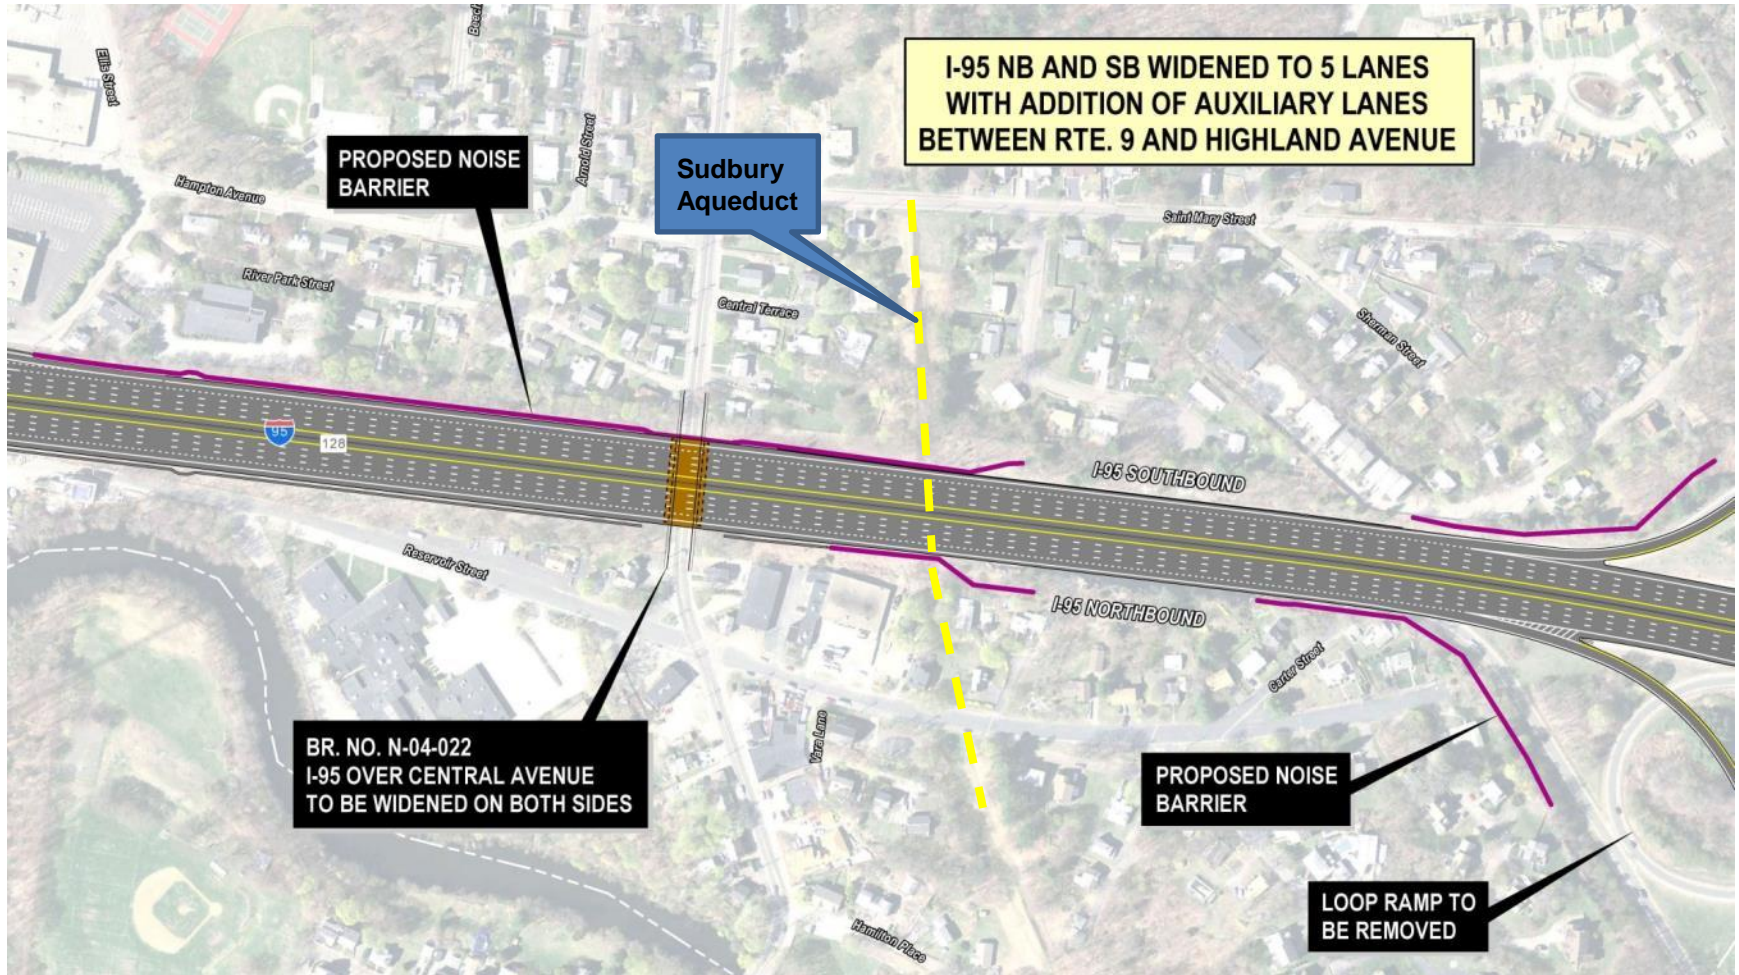 Ellis Street
Beech
I-95 NB AND SB WIDENED TO 5 LANES
WITH ADDITION OF AUXILIARY LANES
BETWEEN RTE. 9 AND HIGHLAND AVENUE
PROPOSED NOISE
BARRIER
Arnold Street
Sudbury
Aqueduct
Hampton Avenue
Saint Mary Street
River Park Street
Central Terrace
Sherman Street
95
128
I-95 SOUTHBOUND
Reservoir Street
I-95 NORTHBOUND
Carter Street
Vara Lane
BR. NO. N-04-022
I-95 OVER CENTRAL AVENUE
TO BE WIDENED ON BOTH SIDES
PROPOSED NOISE
BARRIER
LOOP RAMP TO
BE REMOVED
Hamilton Place